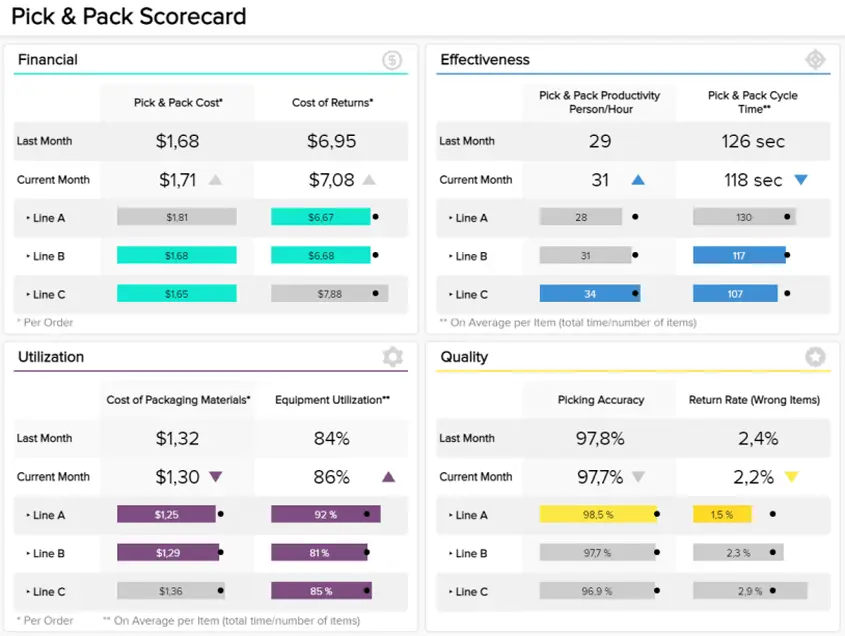 Pick & Pack Scorecard
Financial
Pick & Pack Cost*
Cost of Returns*
Last Month
$1,68
$6,95
Current Month
$1,71
$7,08
Line A
$1,81
$6,67
Line B
$1,68
$6,68
Line C
$1,65
$7,88
* Per Order
Effectiveness
Pick & Pack Productivity
Person/Hour
Pick & Pack Cycle
Time**
Last Month
29
126 sec
Current Month
31
118 sec
Line A
28
130
Line B
31
117
Line C
34
107
** On Average per Item (total time/number of items)
Utilization
Cost of Packaging Materials*
Equipment Utilization**
Last Month
$1,32
84%
Current Month
$1,30
86%
Line A
$1,25
92 %
Line B
$1,29
81 %
Line C
$1,36
85 %
* Per Order
** On Average per Item (total time/number of items)
Quality
Picking Accuracy
Return Rate (Wrong Items)
Last Month
97,8%
2,4%
Current Month
97,7%
2,2%
Line A
98,5 %
1,5 %
Line B
97,7 %
2,3 %
Line C
96,9 %
2,9 %